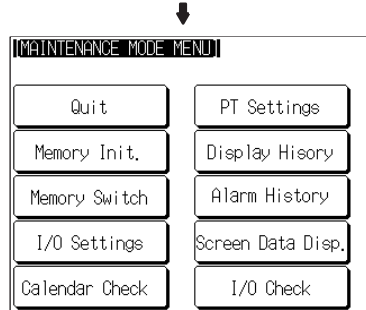 [MAINTENANCE MODE MENU]
Quit
PT Settings
Memory Init.
Display Hisory
Memory Switch
Alarm History
I/O Settings
Screen Data Disp.
Calendar Check
I/O Check